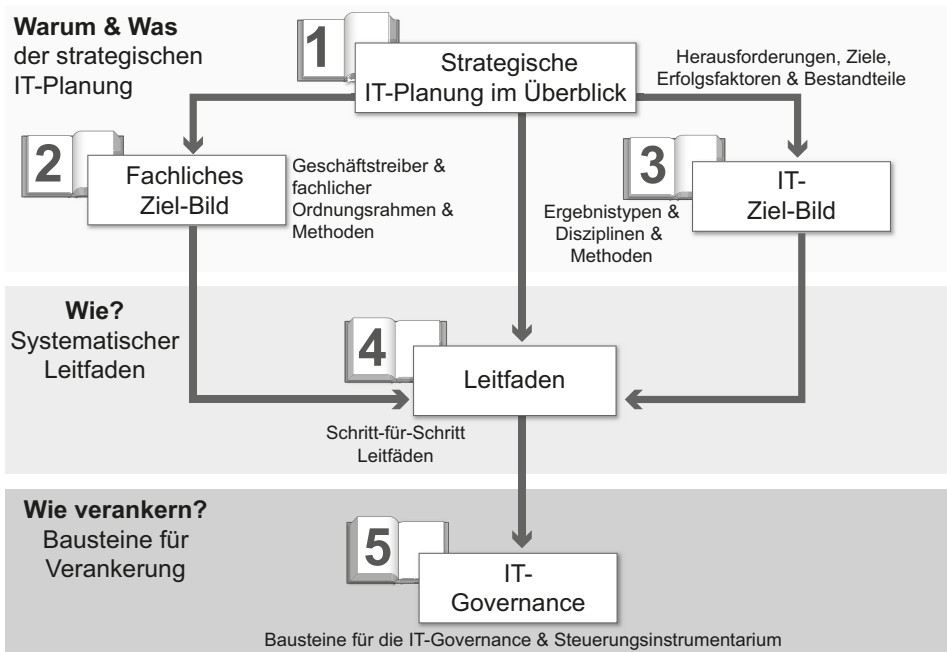 Warum & Was
der strategischen
IT-Planung
1
Strategische
IT-Planung im Überblick
Herausforderungen, Ziele,
Erfolgsfaktoren & Bestandteile
2
Fachliches
Ziel-Bild
Geschäftstreiber &
fachlicher
Ordnungsrahmen &
Methoden
3
IT-
Ziel-Bild
Ergebnistypen &
Disziplinen &
Methoden
Wie?
Systematischer
Leitfaden
4
Leitfaden
Schritt-für-Schritt
Leitfäden
Wie verankern?
Bausteine für
Verankerung
5
IT-
Governance
Bausteine für die IT-Governance & Steuerungsinstrumentarium